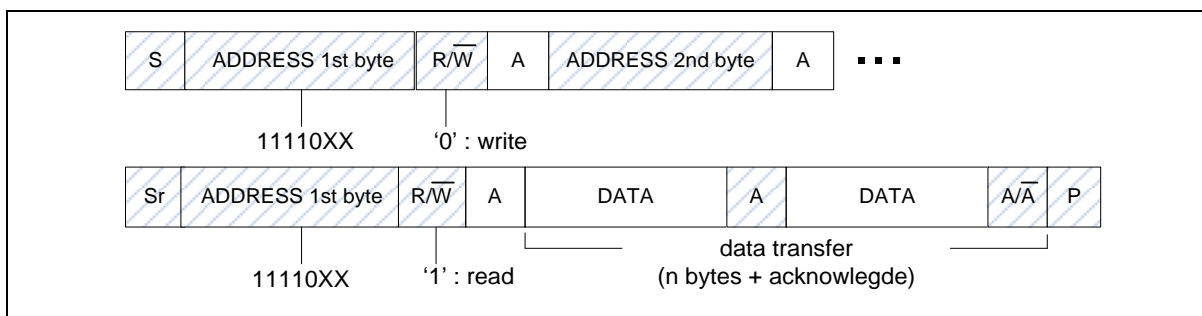 S ADDRESS 1st byte R/W̅ A ADDRESS 2nd byte A ▪ ▪ ▪
11110XX ‘0’ : write
Sr ADDRESS 1st byte R/W̅ A DATA A DATA A/A̅ P
11110XX ‘1’ : read data transfer
(n bytes + acknowlegde)